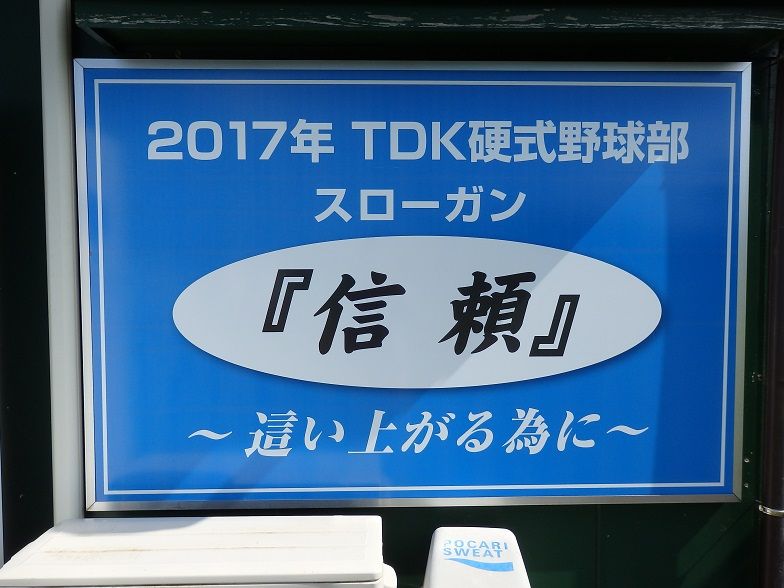 2017年 TDK硬式野球部
スローガン
『信頼』
～這い上がる為に～
POCARI
SWEAT